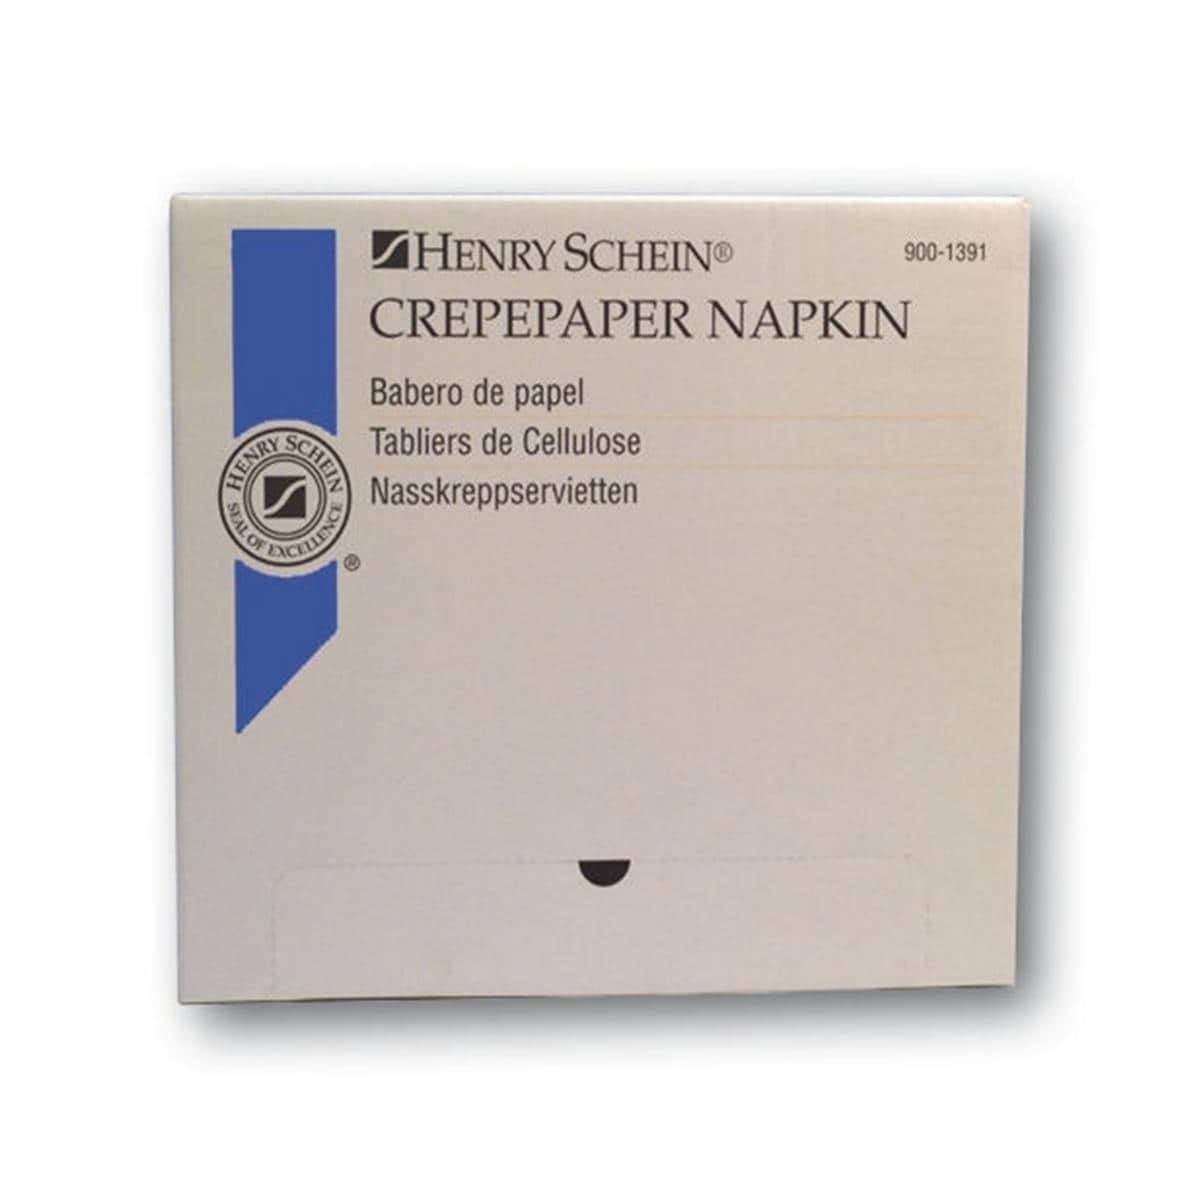 HENRY SCHEIN®
900-1391
CREPEPAPER NAPKIN
Babero de papel
Tabliers de Cellulose
Nasskreppservietten
HENRY SCHEIN
SEAL OF EXCELLENCE
®